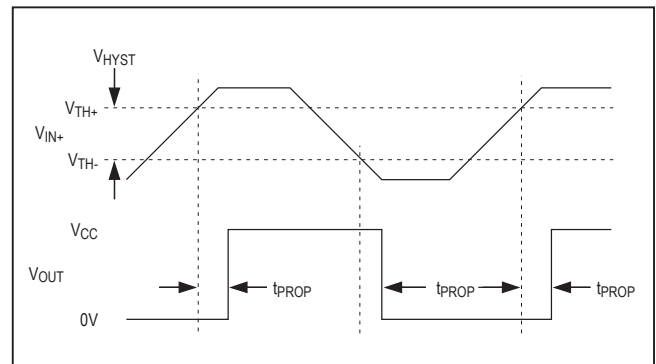 VHYST
VTH+
VIN+
VTH-
VCC
VOUT
tPROP
tPROP
tPROP
0V